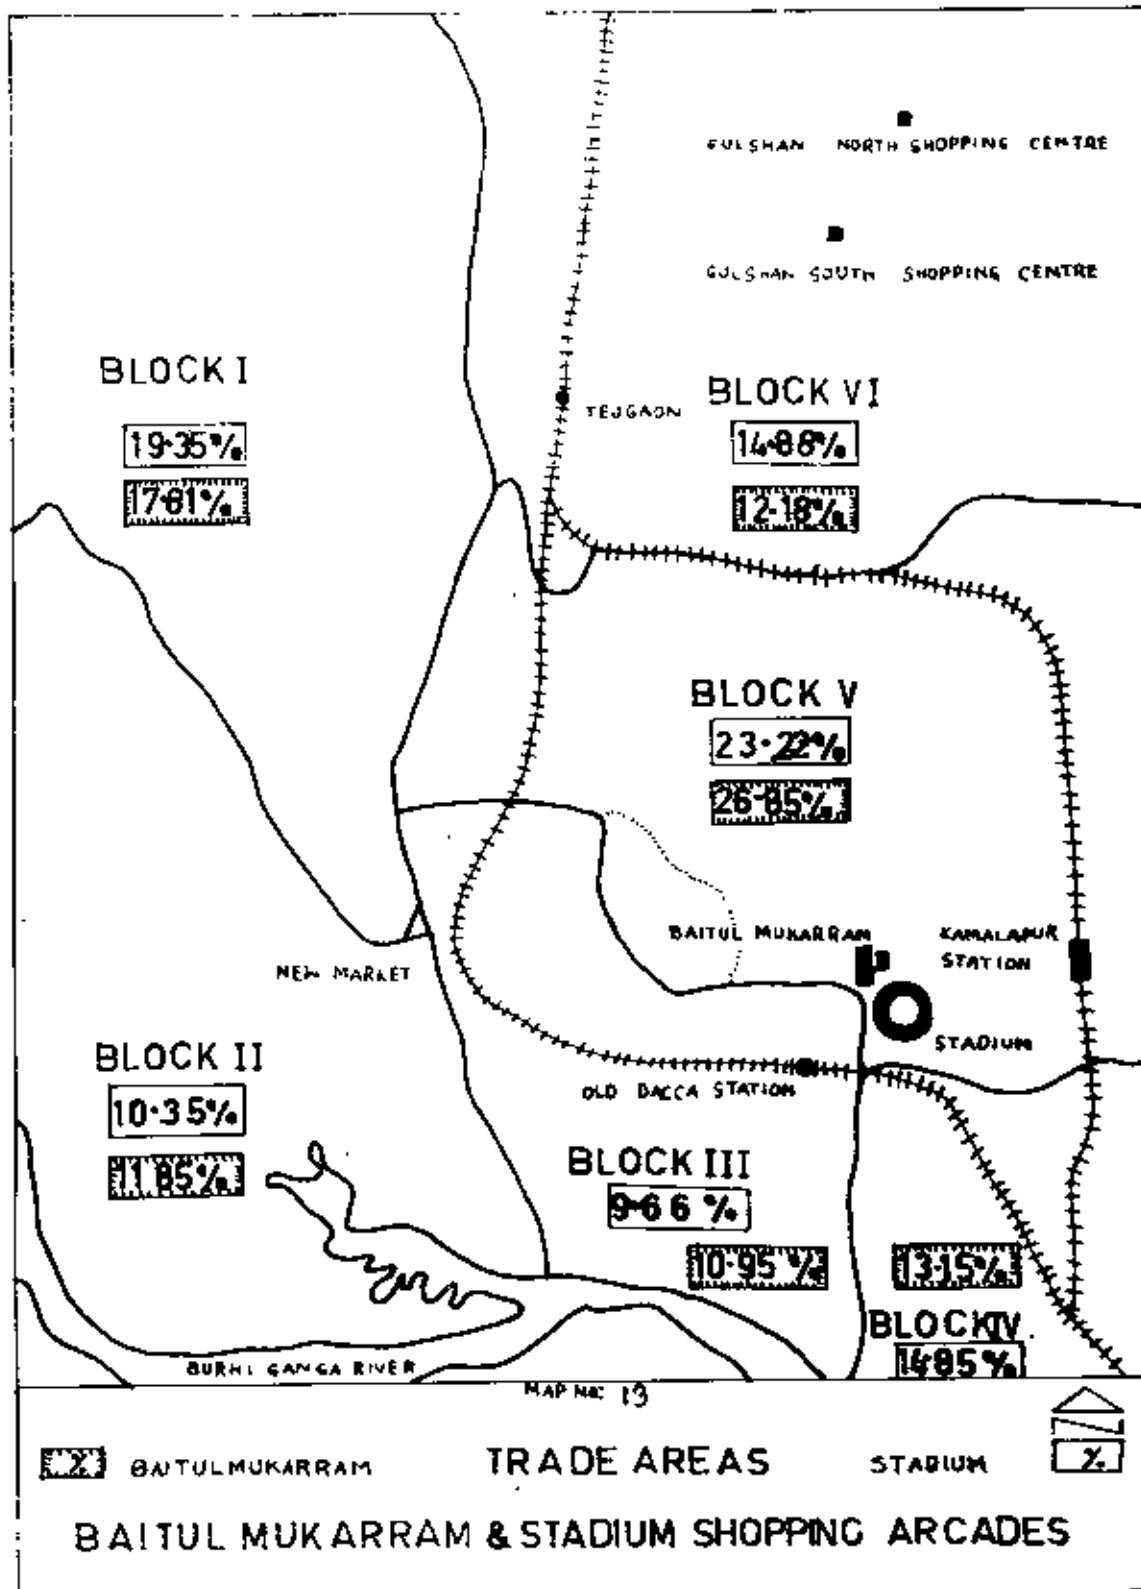 GULSHAN NORTH SHOPPING CENTRE
GULSHAN SOUTH SHOPPING CENTRE
BLOCK I
19·35%
17·81%
TEJGAON
BLOCK VI
14·88%
12·18%
BLOCK V
23·22%
26·85%
BAITUL MUKARRAM
KAMALAPUR
STATION
NEW MARKET
STADIUM
BLOCK II
10·35%
11 85%
OLD DACCA STATION
BLOCK III
9·66 %
10·95 %
13·15%
BLOCK IV
14·85 %
BURHI GANGA RIVER
MAP NO: 19
% BAITULMUKARRAM
TRADE AREAS
STADIUM %
BAITUL MUKARRAM & STADIUM SHOPPING ARCADES